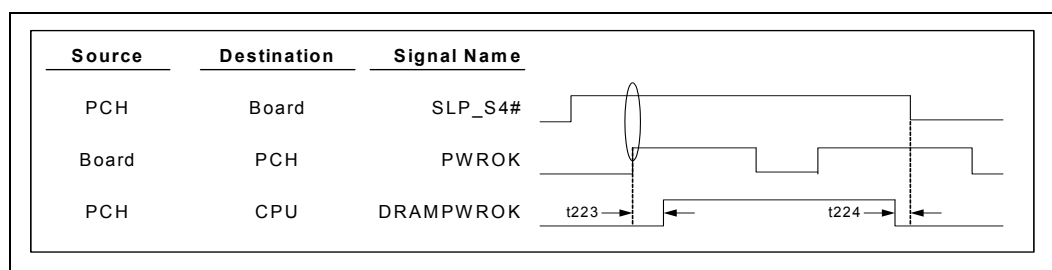 Source Destination Signal Name
PCH Board SLP_S4#
Board PCH PWROK
PCH CPU DRAMPWROK t223 t224